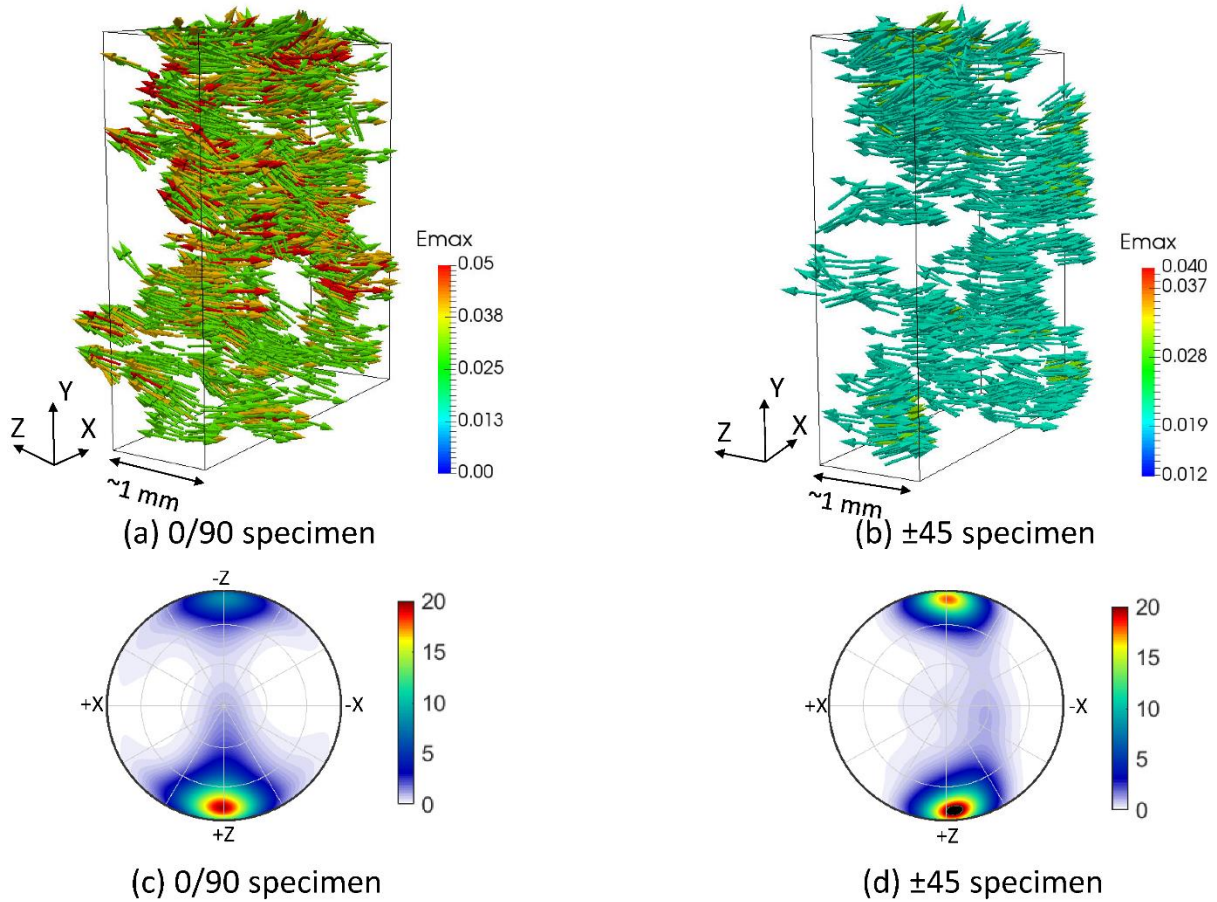 Emax
0.05
0.038
0.025
0.013
0.00
Y
Z
X
~1 mm
(a) 0/90 specimen
Emax
0.040
0.037
0.028
0.019
0.012
Y
Z
X
~1 mm
(b) ±45 specimen
-Z
+X
-X
+Z
20
15
10
5
0
(c) 0/90 specimen
+X
-X
+Z
20
15
10
5
0
(d) ±45 specimen